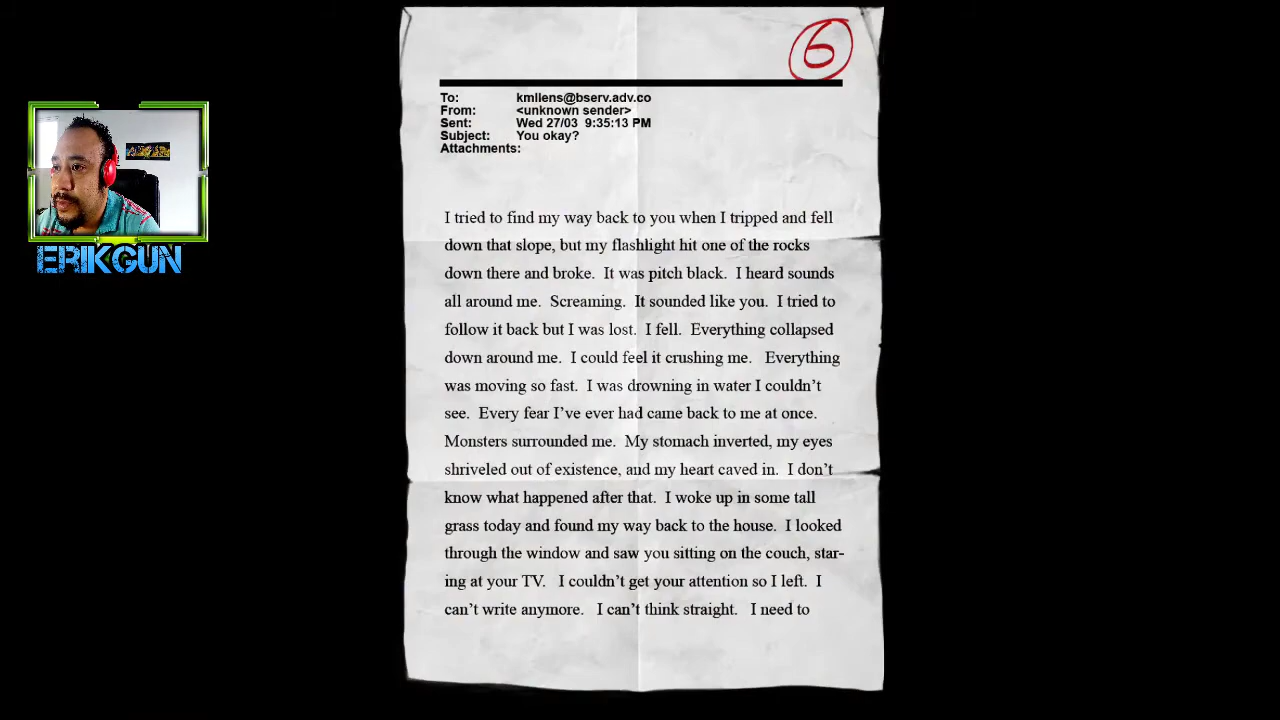 6
To: kmliens@bserv.adv.co
From: <unknown sender>
Sent: Wed 27/03 9:35:13 PM
Subject: You okay?
Attachments:
I tried to find my way back to you when I tripped and fell
down that slope, but my flashlight hit one of the rocks
down there and broke. It was pitch black. I heard sounds
all around me. Screaming. It sounded like you. I tried to
follow it back but I was lost. I fell. Everything collapsed
down around me. I could feel it crushing me. Everything
was moving so fast. I was drowning in water I couldn't
see. Every fear I've ever had came back to me at once.
Monsters surrounded me. My stomach inverted, my eyes
shriveled out of existence, and my heart caved in. I don't
know what happened after that. I woke up in some tall
grass today and found my way back to the house. I looked
through the window and saw you sitting on the couch, star-
ing at your TV. I couldn't get your attention so I left. I
can't write anymore. I can't think straight. I need to
ERIKGUN